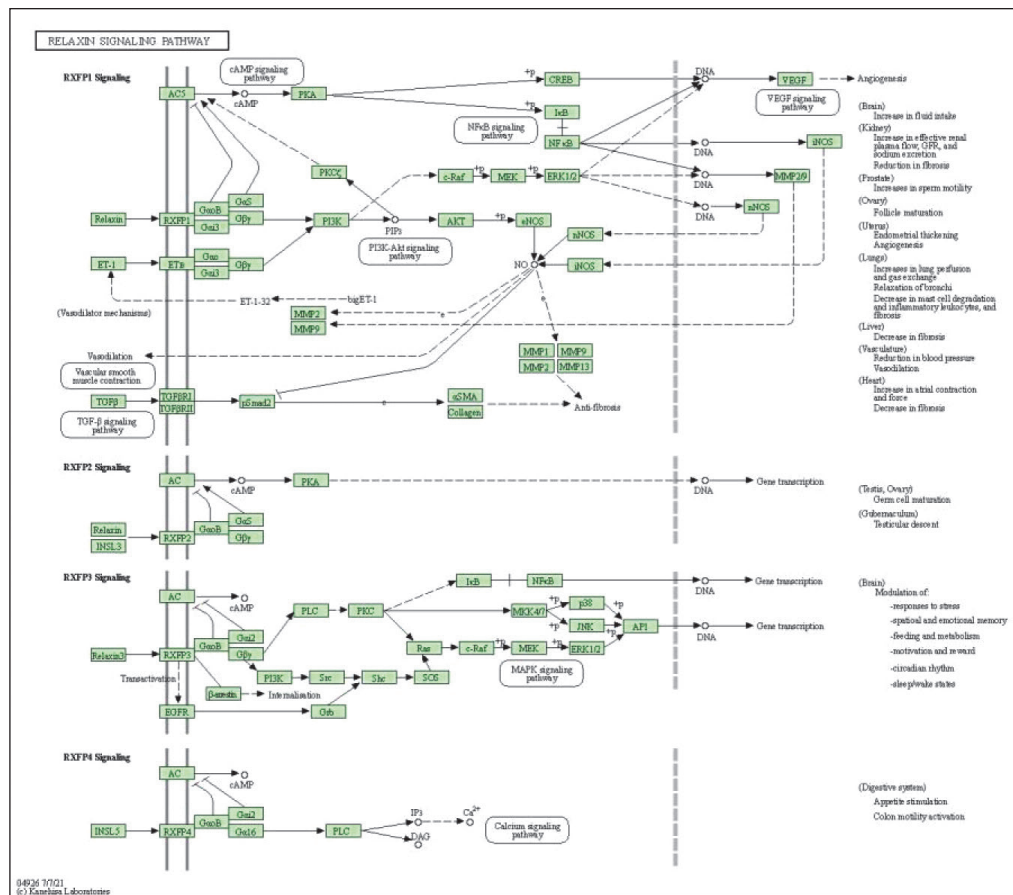 RELAXIN SIGNALING PATHWAY
RXFP1 Signaling
AC5
cAMP
cAMP signaling
pathway
PKA
+p
CREB
DNA
VEGF
Angiogenesis
VEGF signaling
pathway
+p
IκB
NFκB signaling
pathway
NFκB
DNA
iNOS
PKCζ
c-Raf
+p
MEK
+p
ERK1/2
DNA
MMP2/9
Relaxin
RXFP1
GαoB
GαS
Gαi3
Gβγ
PI3K
PIP3
AKT
+p
eNOS
DNA
nNOS
PI3K-Akt signaling
pathway
nNOS
ET-1
ETB
Gαo
Gαi3
Gβγ
NO
iNOS
ET-1-32
bigET-1
(Vasodilator mechanisms)
MMP2
MMP9
e
e
Vasodilation
Vascular smooth
muscle contraction
MMP1
MMP9
MMP2
MMP13
TGFβ
TGFβRI
TGFβRII
pSmad2
e
αSMA
Collagen
Anti-fibrosis
TGF-β signaling
pathway
(Brain)
Increase in fluid intake
(Kidney)
Increase in effective renal
plasma flow, GFR, and
sodium excretion
Reduction in fibrosis
(Prostate)
Increases in sperm motility
(Ovary)
Follicle maturation
(Uterus)
Endometrial thickening
Angiogenesis
(Lungs)
Increases in lung perfusion
and gas exchange
Relaxation of bronchi
Decrease in mast cell degradation
and inflammatory leukocytes, and
fibrosis
(Liver)
Decrease in fibrosis
(Vasculature)
Reduction in blood pressure
Vasodilation
(Heart)
Increase in atrial contraction
and force
Decrease in fibrosis
RXFP2 Signaling
AC
cAMP
PKA
DNA
Gene transcription
Relaxin
INSL3
RXFP2
GαoB
GαS
Gβγ
(Testis, Ovary)
Germ cell maturation
(Gubernaculum)
Testicular descent
RXFP3 Signaling
AC
cAMP
PLC
PKC
IκB
NFκB
DNA
Gene transcription
MKK4/7
+p
p38
+p
+p
JNK
+p
AP1
DNA
Gene transcription
Relaxin3
RXFP3
GαoB
Gαi2
Gβγ
Ras
c-Raf
+p
MEK
+p
ERK1/2
+p
Transactivation
PI3K
Src
Shc
SOS
MAPK signaling
pathway
β-arrestin
Internalisation
EGFR
Grb
(Brain)
Modulation of:
-responses to stress
-spatioal and emotional memory
-feeding and metabolism
-motivation and reward
-circadian rhythm
-sleep/wake states
RXFP4 Signaling
AC
cAMP
INSL5
RXFP4
GαoB
Gαi2
Gα16
PLC
IP3
Ca2+
DAG
Calcium signaling
pathway
(Digestive system)
Appetite stimulation
Colon motility activation
04926 7/7/21
(c) Kanehisa Laboratories